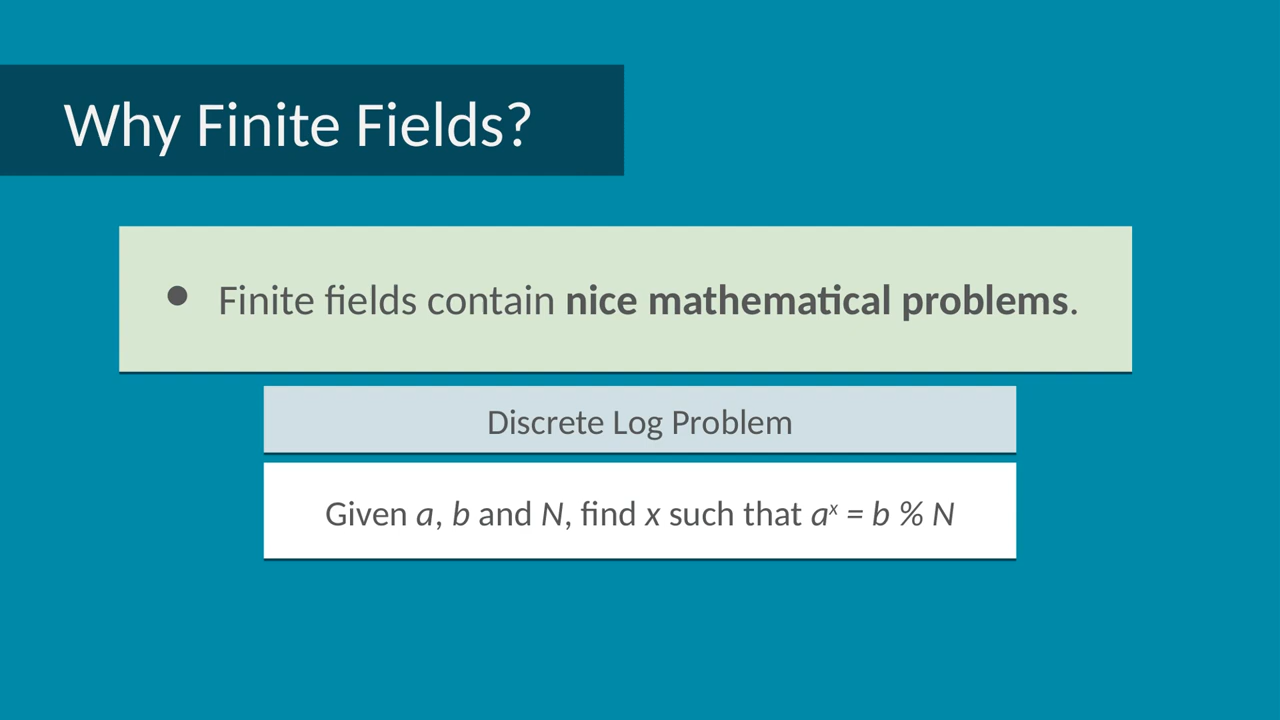 Why Finite Fields?
● Finite fields contain nice mathematical problems.
Discrete Log Problem
Given a, b and N, find x such that aˣ = b % N